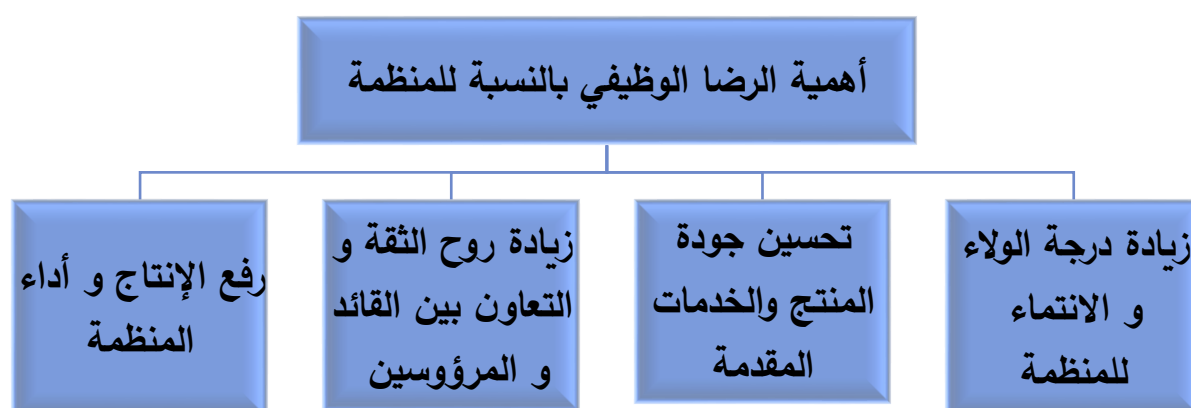 أهمية الرضا الوظيفي بالنسبة للمنظمة
زيادة درجة الولاء
و الانتماء
للمنظمة
تحسين جودة
المنتج والخدمات
المقدمة
زيادة روح الثقة و
التعاون بين القائد
و المرؤوسين
رفع الإنتاج و أداء
المنظمة